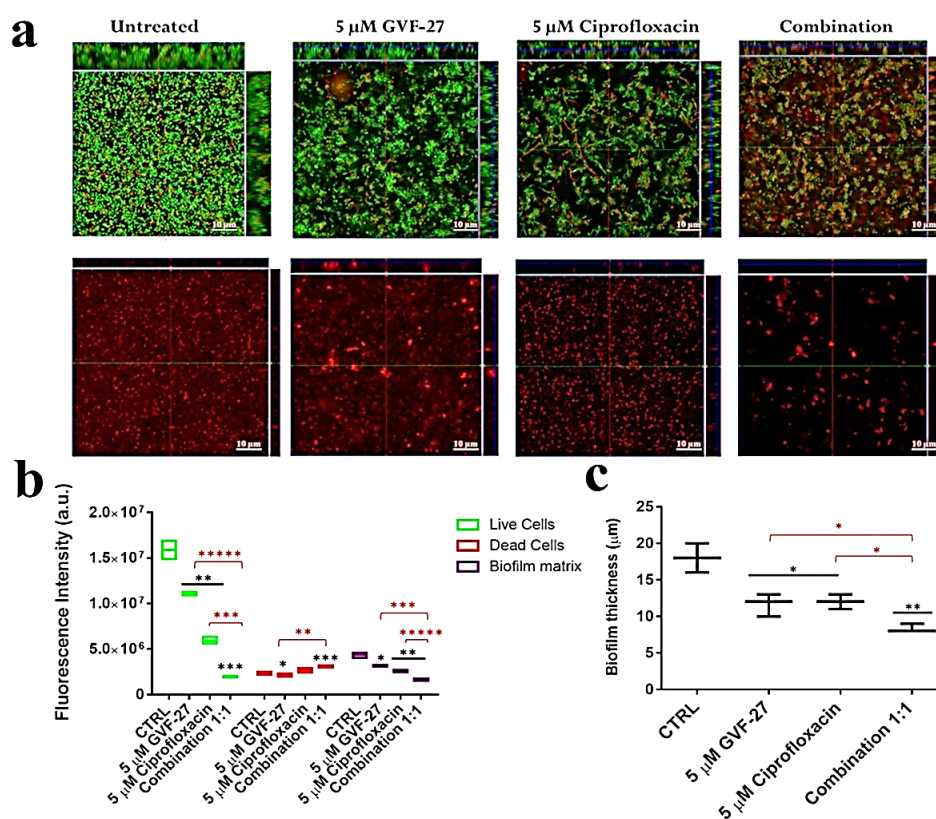 a
Untreated
5 μM GVF-27
5 μM Ciprofloxacin
Combination
10 μm
10 μm
10 μm
10 μm
10 μm
10 μm
10 μm
10 μm
b
Fluorescence Intensity (a.u.)
2.0×10⁷
1.5×10⁷
1.0×10⁷
5.0×10⁶
0
*****
**
***
***
**
*
***
***
*****
**
*
Live Cells
Dead Cells
Biofilm matrix
CTRL
5 μM GVF-27
5 μM Ciprofloxacin
Combination 1:1
CTRL
5 μM GVF-27
5 μM Ciprofloxacin
Combination 1:1
CTRL
5 μM GVF-27
5 μM Ciprofloxacin
Combination 1:1
c
Biofilm thickness (μm)
25
20
15
10
5
0
*
*
*
**
CTRL
5 μM GVF-27
5 μM Ciprofloxacin
Combination 1:1